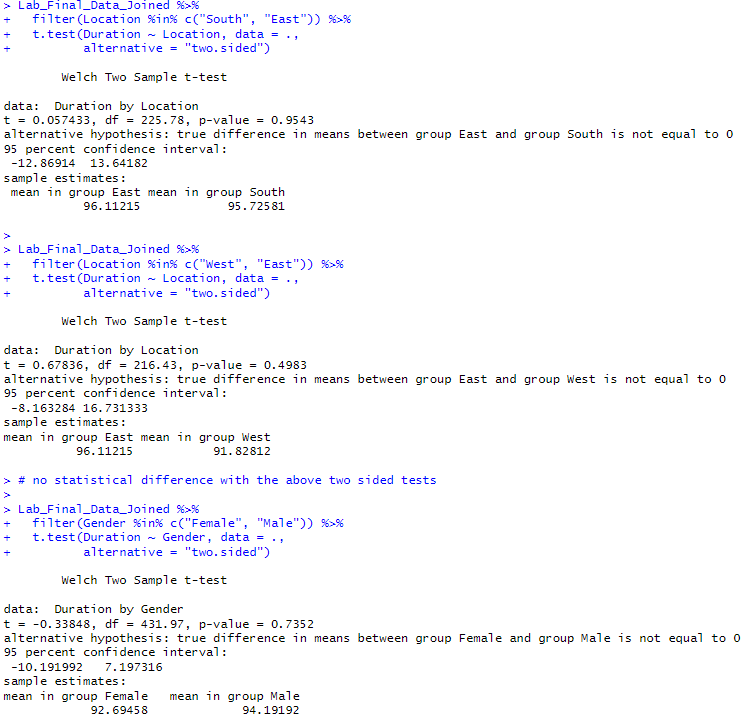 > Lab_Final_Data_Joined %>%
+   filter(Location %in% c("South", "East")) %>%
+   t.test(Duration ~ Location, data = .,
+          alternative = "two.sided")

        Welch Two Sample t-test

data:  Duration by Location
t = 0.057433, df = 225.78, p-value = 0.9543
alternative hypothesis: true difference in means between group East and group South is not equal to 0
95 percent confidence interval:
 -12.86914  13.64182
sample estimates:
 mean in group East mean in group South
           96.11215            95.72581

>
> Lab_Final_Data_Joined %>%
+   filter(Location %in% c("West", "East")) %>%
+   t.test(Duration ~ Location, data = .,
+          alternative = "two.sided")

        Welch Two Sample t-test

data:  Duration by Location
t = 0.67836, df = 216.43, p-value = 0.4983
alternative hypothesis: true difference in means between group East and group West is not equal to 0
95 percent confidence interval:
 -8.163284 16.731333
sample estimates:
mean in group East mean in group West
          96.11215           91.82812

> # no statistical difference with the above two sided tests
>
> Lab_Final_Data_Joined %>%
+   filter(Gender %in% c("Female", "Male")) %>%
+   t.test(Duration ~ Gender, data = .,
+          alternative = "two.sided")

        Welch Two Sample t-test

data:  Duration by Gender
t = -0.33848, df = 431.97, p-value = 0.7352
alternative hypothesis: true difference in means between group Female and group Male is not equal to 0
95 percent confidence interval:
 -10.191992   7.197316
sample estimates:
mean in group Female   mean in group Male
            92.69458             94.19192